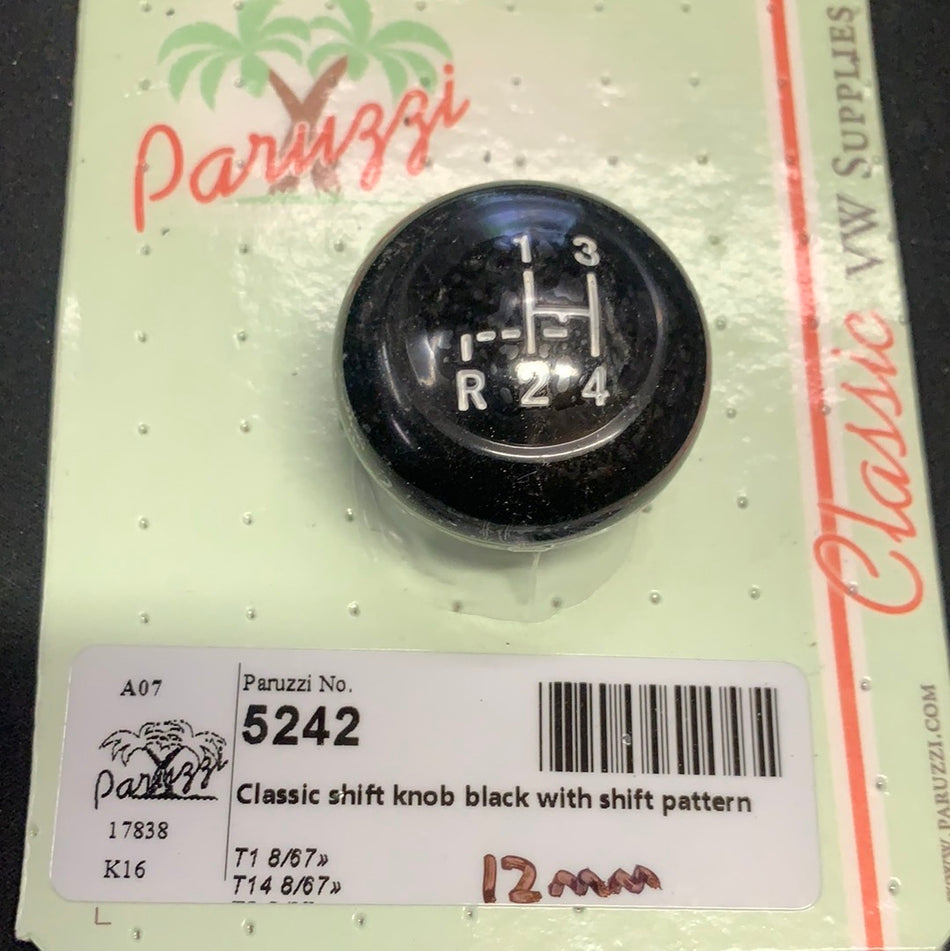 Paruzzi
Classic VW SUPPLIES
1 3
R 2 4
A07
Paruzzi
17838
K16
Paruzzi No.
5242
Classic shift knob black with shift pattern
T1 8/67»
T14 8/67»
12mm
PARUZZI.COM